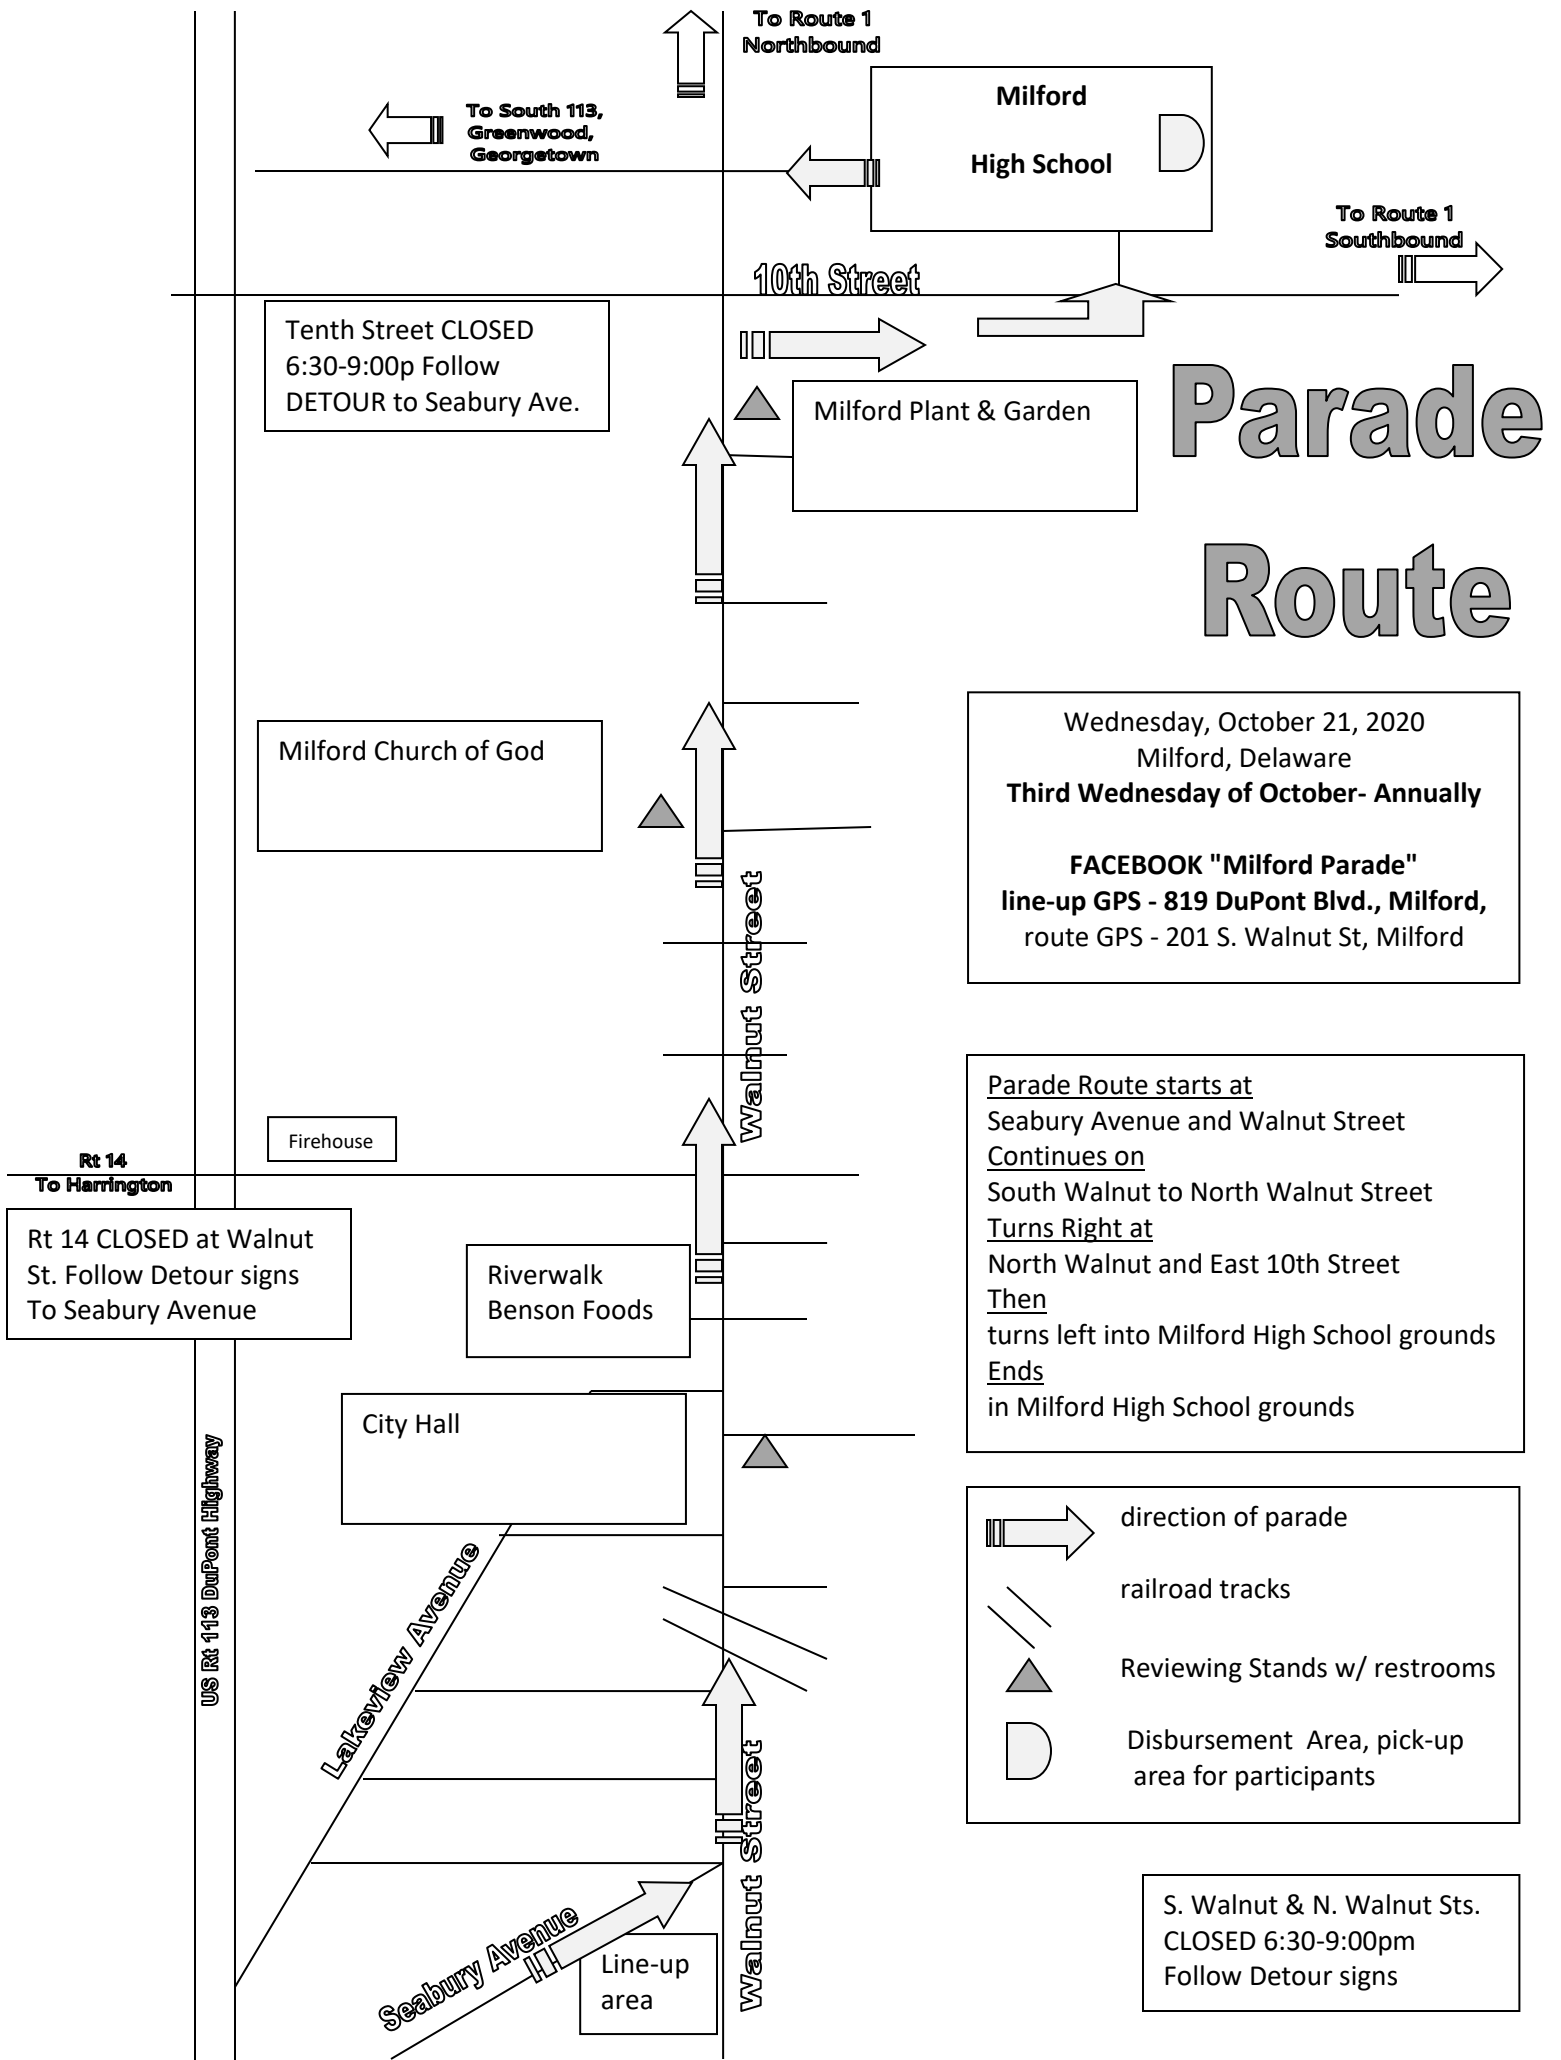 To Route 1
Northbound
To South 113,
Greenwood,
Georgetown
Milford
High School
To Route 1
Southbound
10th Street
Tenth Street CLOSED
6:30-9:00p Follow
DETOUR to Seabury Ave.
Milford Plant & Garden
Parade
Route
Milford Church of God
Wednesday, October 21, 2020
Milford, Delaware
Third Wednesday of October- Annually
FACEBOOK "Milford Parade"
line-up GPS - 819 DuPont Blvd., Milford,
route GPS - 201 S. Walnut St, Milford
Walnut Street
Firehouse
Rt 14
To Harrington
Rt 14 CLOSED at Walnut
St. Follow Detour signs
To Seabury Avenue
Riverwalk
Benson Foods
Parade Route starts at
Seabury Avenue and Walnut Street
Continues on
South Walnut to North Walnut Street
Turns Right at
North Walnut and East 10th Street
Then
turns left into Milford High School grounds
Ends
in Milford High School grounds
City Hall
US Rt 113 DuPont Highway
Lakeview Avenue
direction of parade
railroad tracks
Reviewing Stands w/ restrooms
Disbursement  Area, pick-up
area for participants
Walnut Street
Seabury Avenue
Line-up
area
S. Walnut & N. Walnut Sts.
CLOSED 6:30-9:00pm
Follow Detour signs